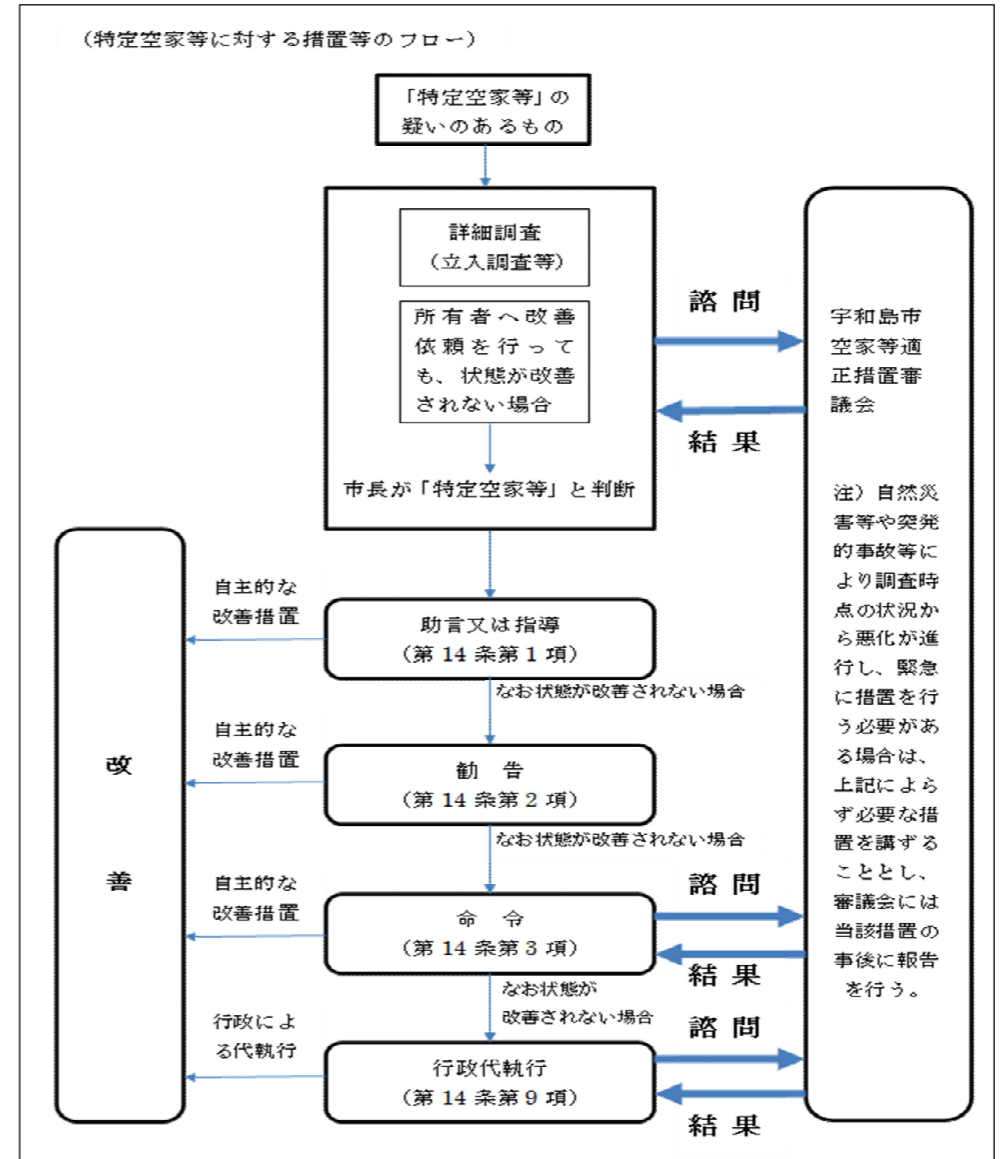 （特定空家等に対する措置等のフロー）
「特定空家等」の
疑いのあるもの
詳細調査
（立入調査等）
所有者へ改善
依頼を行って
も、状態が改善
されない場合
市長が「特定空家等」と判断
諮 問
結 果
宇和島市
空家等適
正措置審
議会
注）自然災
害等や突発
的事故等に
より調査時
点の状況か
ら悪化が進
行し、緊急
に措置を行
う必要があ
る場合は、
上記によら
ず必要な措
置を講ずる
こととし、
審議会には
当該措置の
事後に報告
を行う。
自主的な
改善措置
助言又は指導
（第 14 条第 1 項）
なお状態が改善されない場合
自主的な
改善措置
勧 告
（第 14 条第 2 項）
なお状態が改善されない場合
改
善
自主的な
改善措置
命 令
（第 14 条第 3 項）
諮 問
結 果
なお状態が
改善されない場合
行政によ
る代執行
行政代執行
（第 14 条第 9 項）
諮 問
結 果